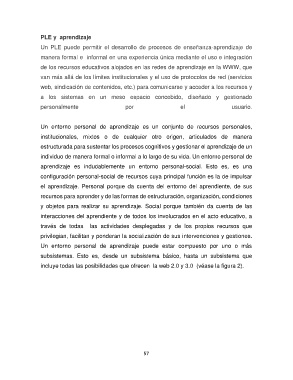 PLE y aprendizaje
Un PLE puede permitir el desarrollo de procesos de enseñanza-aprendizaje de
manera formal e informal en una experiencia única mediante el uso e integración
de los recursos educativos alojados en las redes de aprendizaje en la WWW, que
van más allá de los límites institucionales y el uso de protocolos de red (servicios
web, sindicación de contenidos, etc.) para comunicarse y acceder a los recursos y
a los sistemas en un meso espacio concebido, diseñado y gestionado
personalmente por el usuario.
Un entorno personal de aprendizaje es un conjunto de recursos personales,
institucionales, mixtos o de cualquier otro origen, articulados de manera
estructurada para sustentar los procesos cognitivos y gestionar el aprendizaje de un
individuo de manera formal o informal a lo largo de su vida. Un entorno personal de
aprendizaje es indudablemente un entorno personal-social. Esto es, es una
configuración personal-social de recursos cuya principal función es la de impulsar
el aprendizaje. Personal porque da cuenta del entorno del aprendiente, de sus
recursos para aprender y de las formas de estructuración, organización, condiciones
y objetos para realizar su aprendizaje. Social porque también da cuenta de las
interacciones del aprendiente y de todos los involucrados en el acto educativo, a
través de todas las actividades desplegadas y de los propios recursos que
privilegian, facilitan y ponderan la socialización de sus intervenciones y gestiones.
Un entorno personal de aprendizaje puede estar compuesto por uno o más
subsistemas. Esto es, desde un subsistema básico, hasta un subsistema que
incluye todas las posibilidades que ofrecen la web 2.0 y 3.0 (véase la figura 2).
57